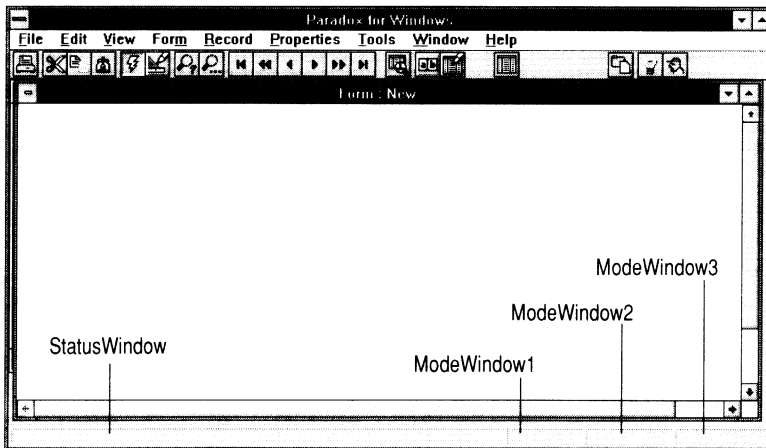 Paradox for Windows
File Edit View Form Record Properties Tools Window Help
Form : New
ModeWindow3
ModeWindow2
StatusWindow
ModeWindow1